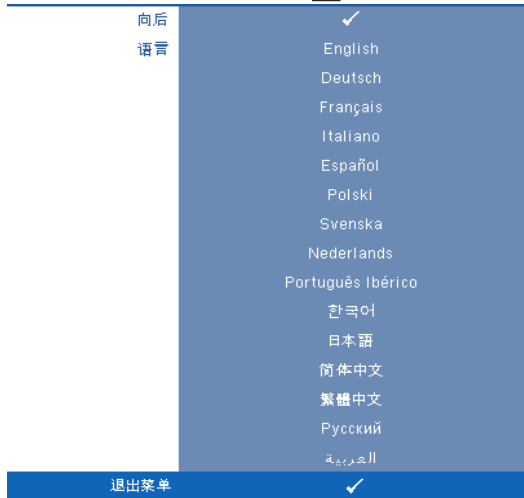 向后 ✓
语言 English
Deutsch
Français
Italiano
Español
Polski
Svenska
Nederlands
Português Ibérico
한국어
日本語
简体中文
繁體中文
Русский
العربية
退出菜单 ✓